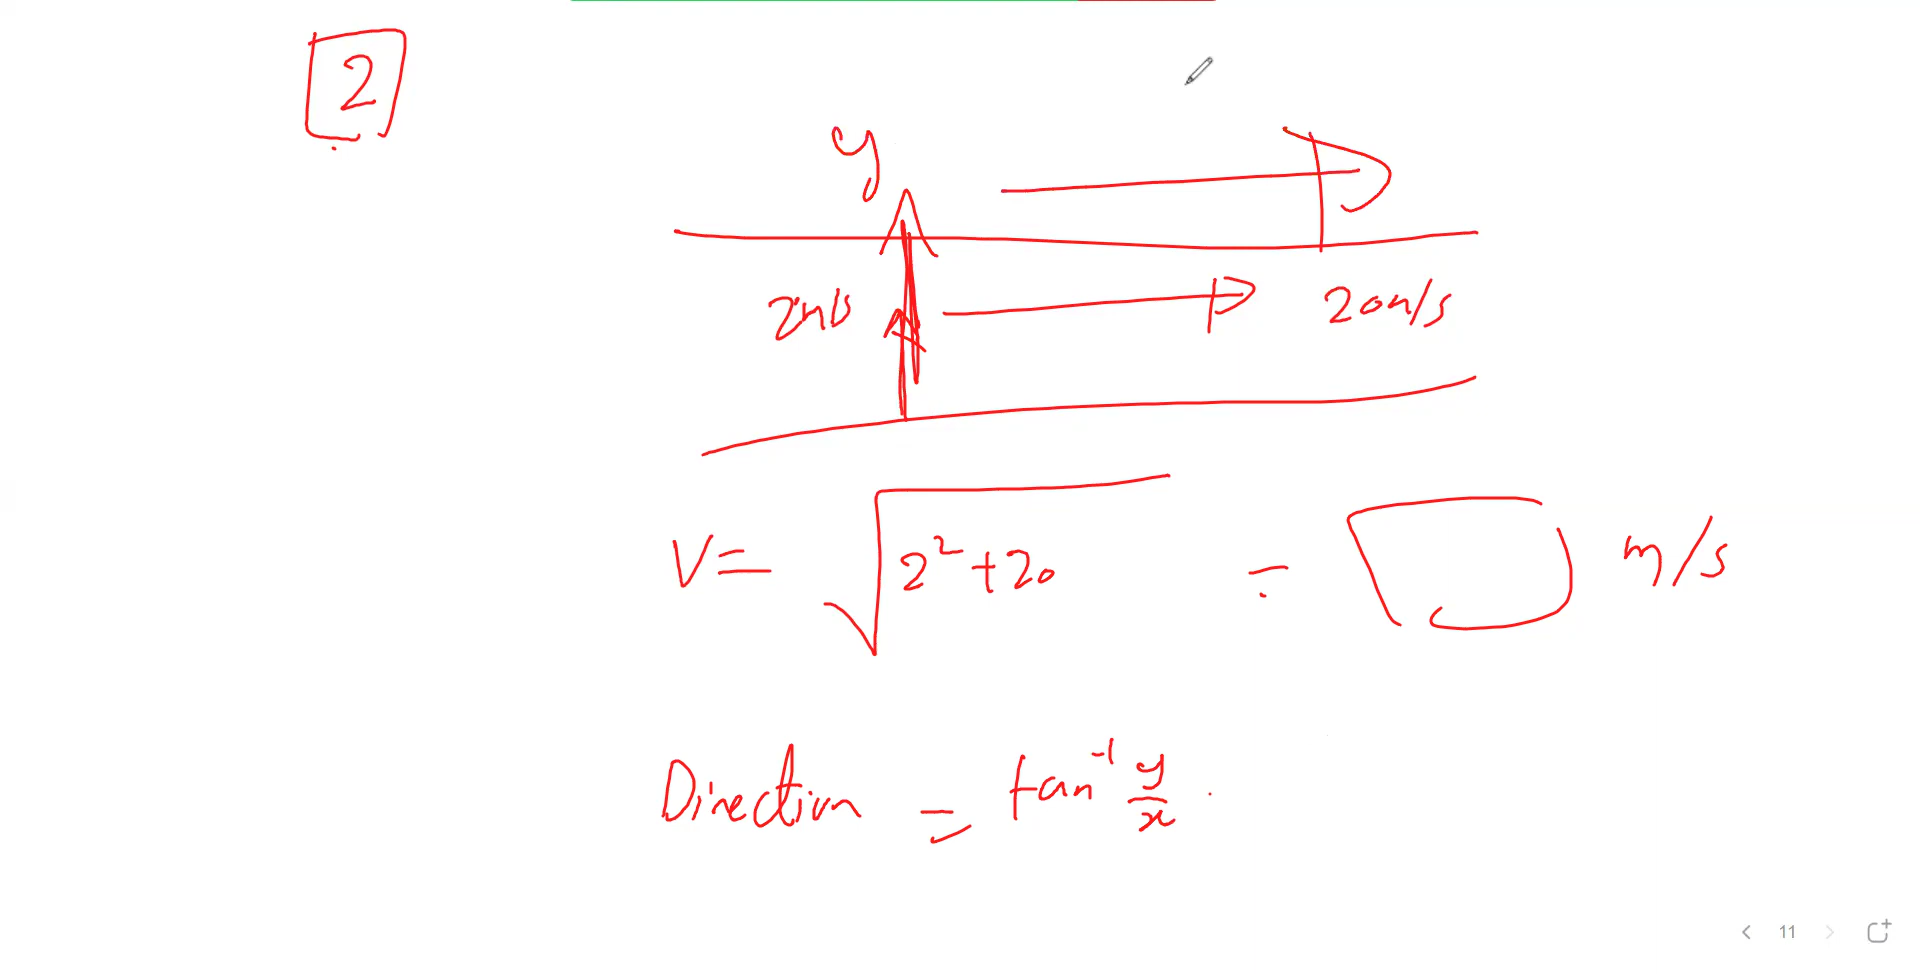 2
y
2m/s
20m/s
V= √2²+20 = m/s
Direction = tan⁻¹ y/x .
11